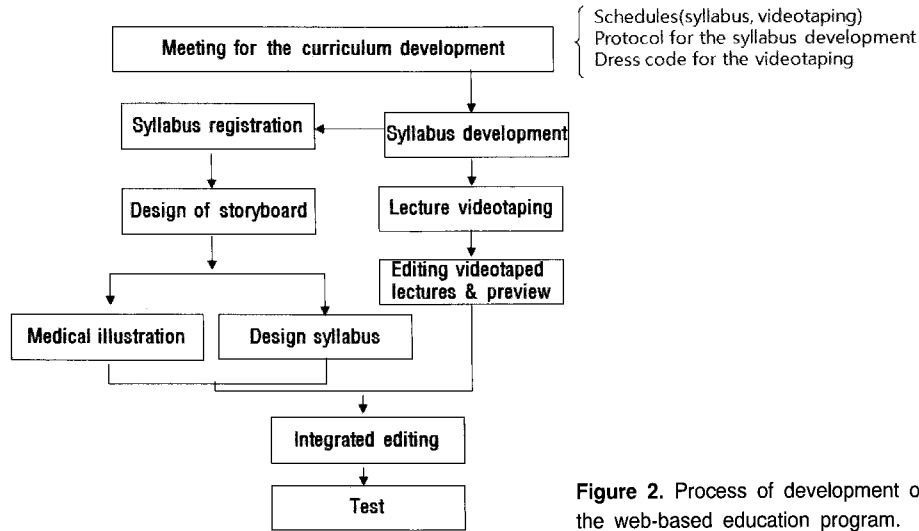 Meeting for the curriculum development
Schedules(syllabus, videotaping)
Protocol for the syllabus development
Dress code for the videotaping
Syllabus registration
Syllabus development
Design of storyboard
Lecture videotaping
Editing videotaped
lectures & preview
Medical illustration
Design syllabus
Integrated editing
Test
Figure 2. Process of development o
the web-based education program.